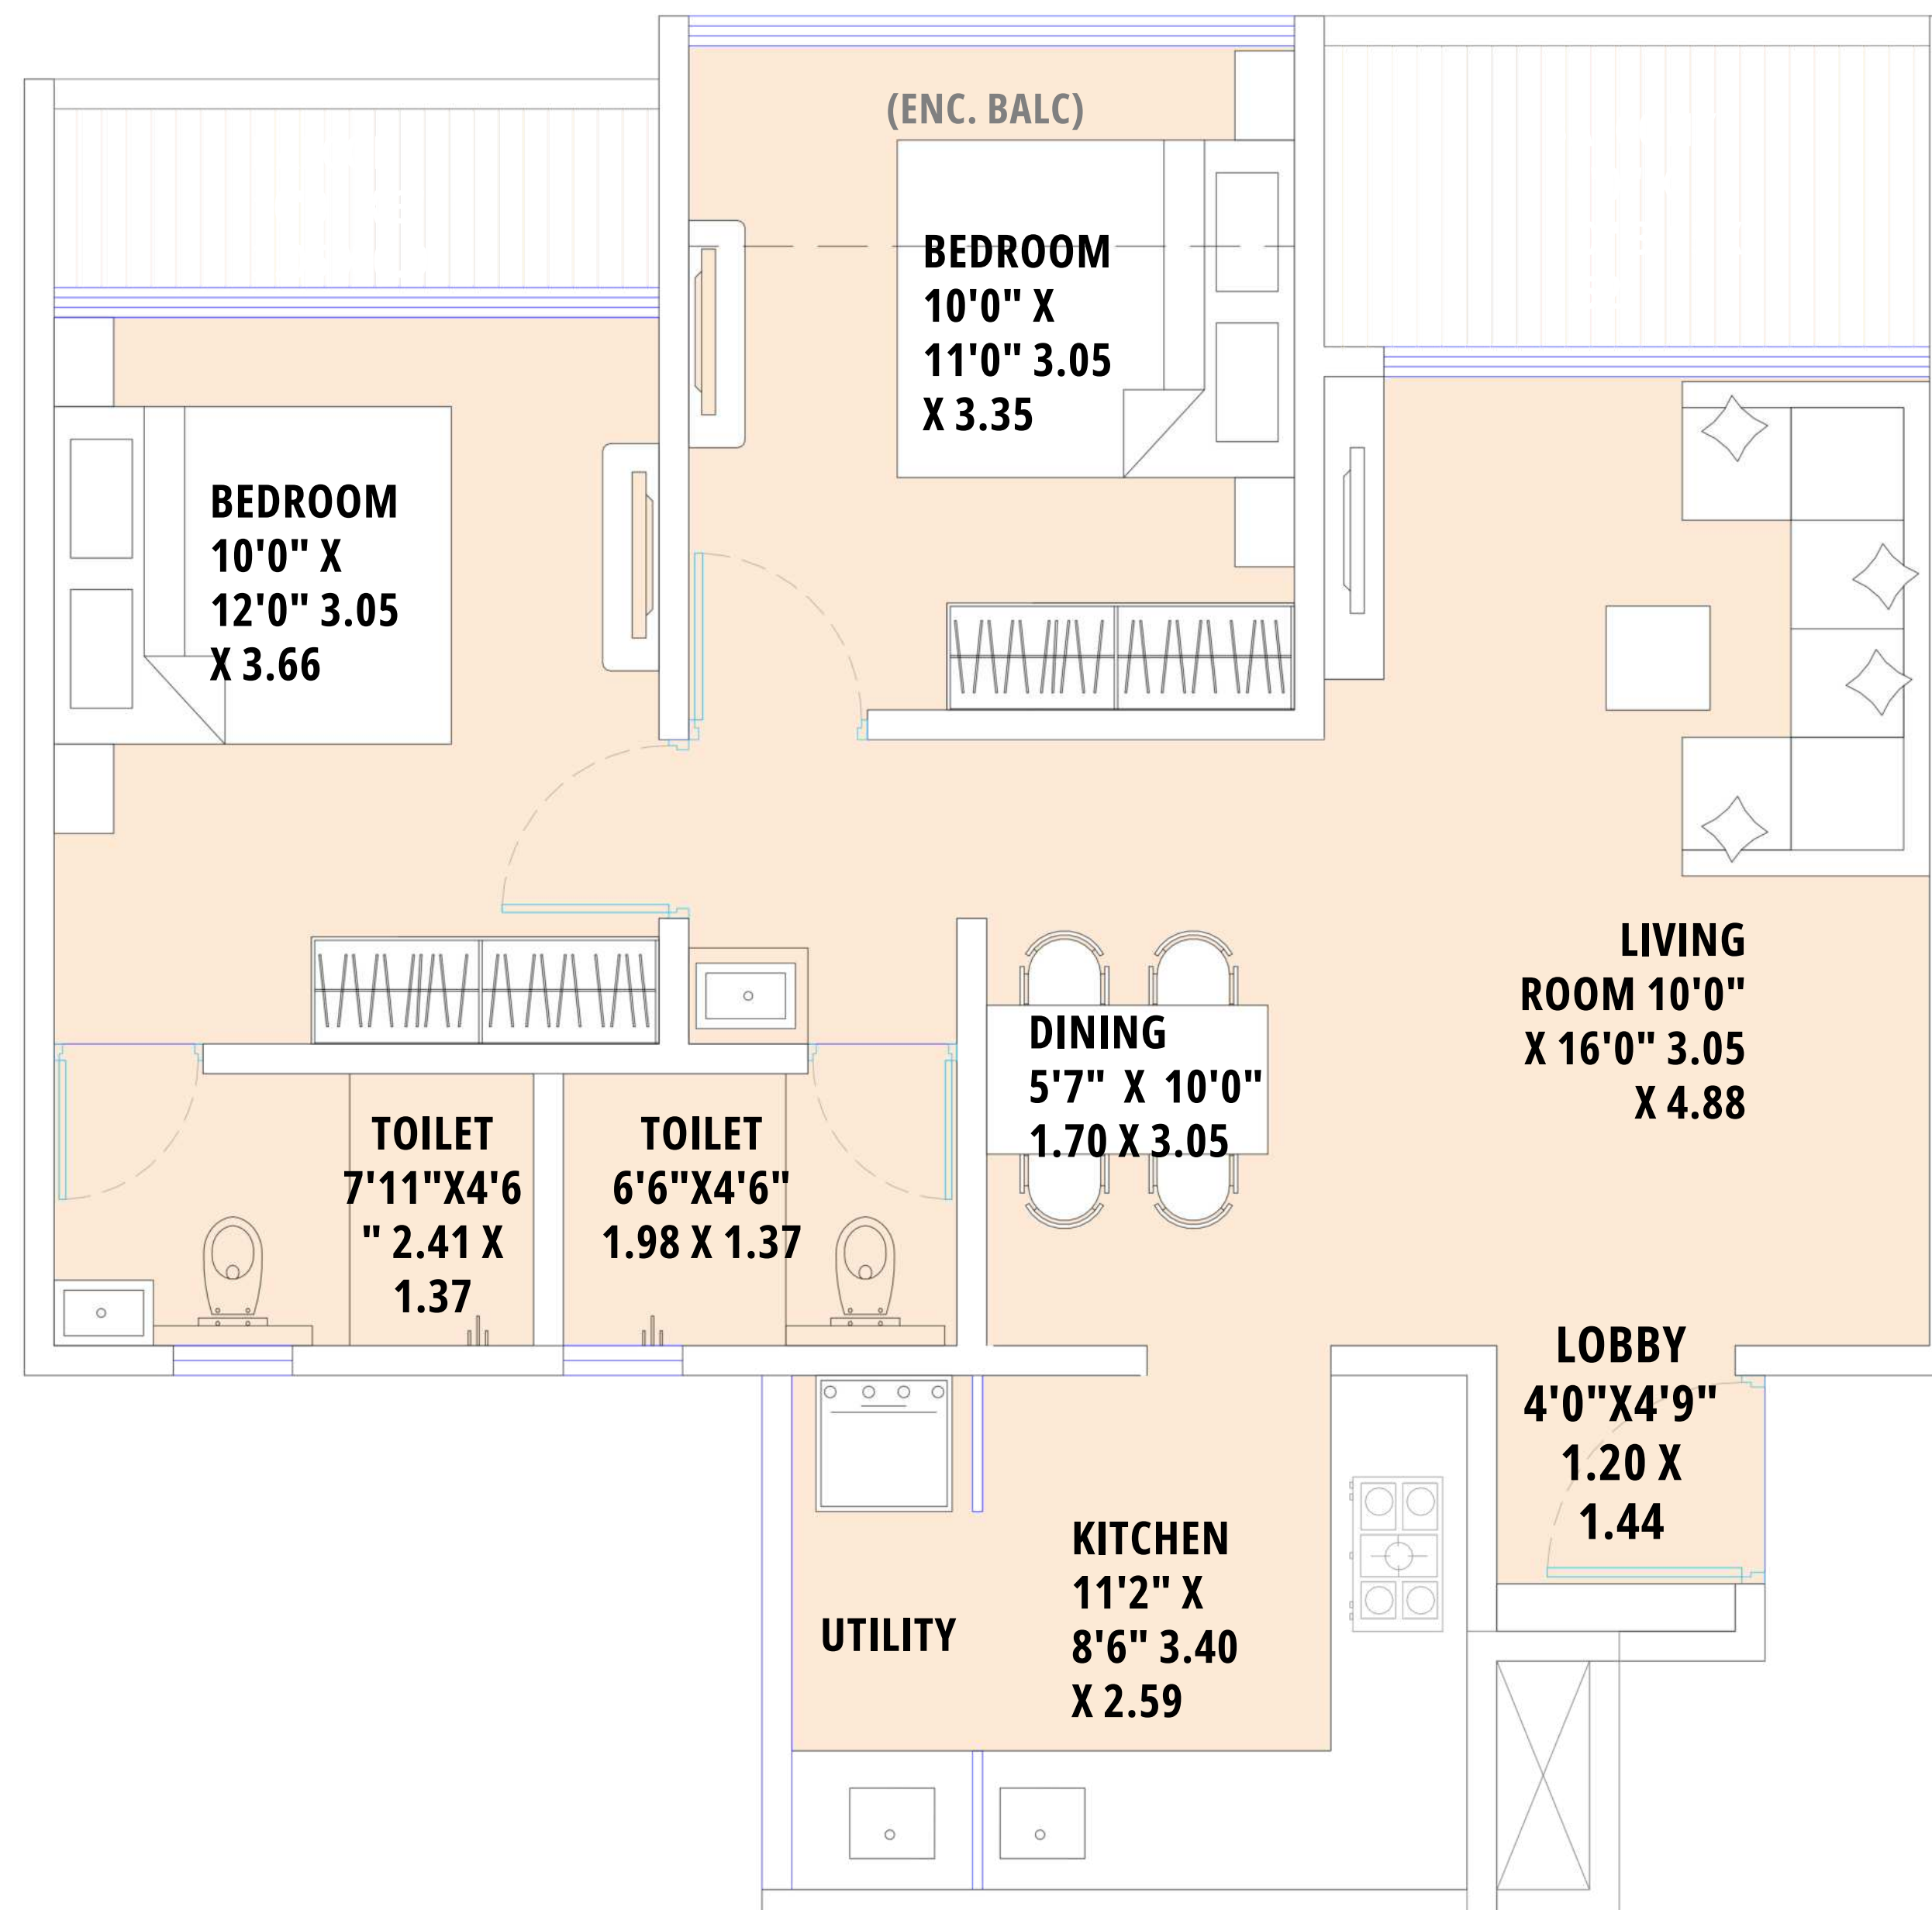 (ENC. BALC)
BEDROOM
10'0" X
11'0" 3.05
X 3.35
BEDROOM
10'0" X
12'0" 3.05
X 3.66
LIVING
ROOM 10'0"
X 16'0" 3.05
X 4.88
DINING
5'7" X 10'0"
1.70 X 3.05
TOILET
7'11"X4'6
" 2.41 X
1.37
TOILET
6'6"X4'6"
1.98 X 1.37
LOBBY
4'0"X4'9"
1.20 X
1.44
KITCHEN
11'2" X
8'6" 3.40
X 2.59
UTILITY